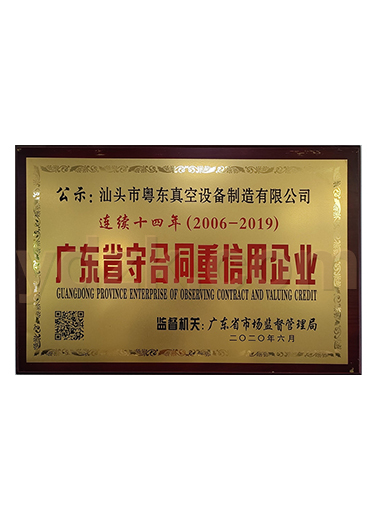 公示：汕头市粤东真空设备制造有限公司
连续十四年(2006-2019)
广东省守合同重信用企业
GUANGDONG PROVINCE ENTERPRISE OF OBSERVING CONTRACT AND VALUING CREDIT
监督机关：广东省市场监督管理局
二〇二〇年六月